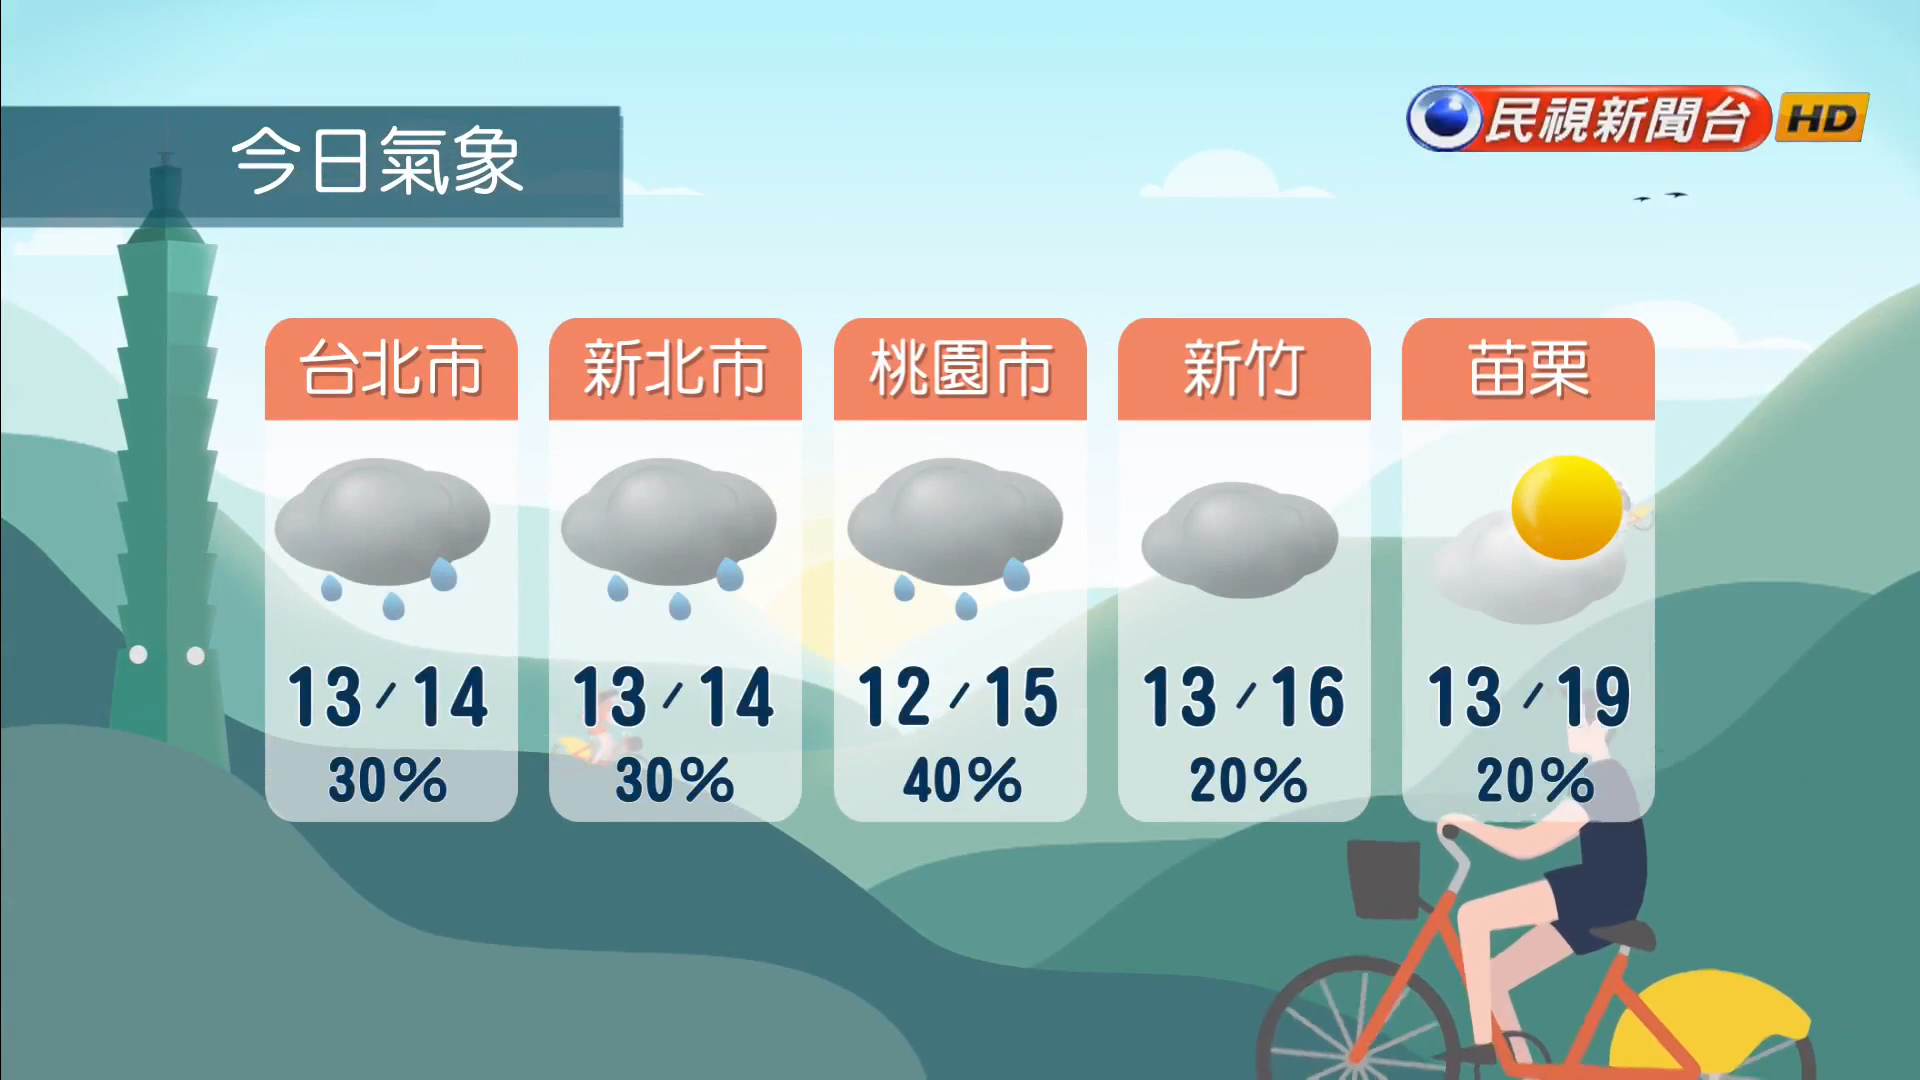 今日氣象
民視新聞台 HD
台北市 新北市 桃園市 新竹 苗栗
13/14 13/14 12/15 13/16 13/19
30% 30% 40% 20% 20%